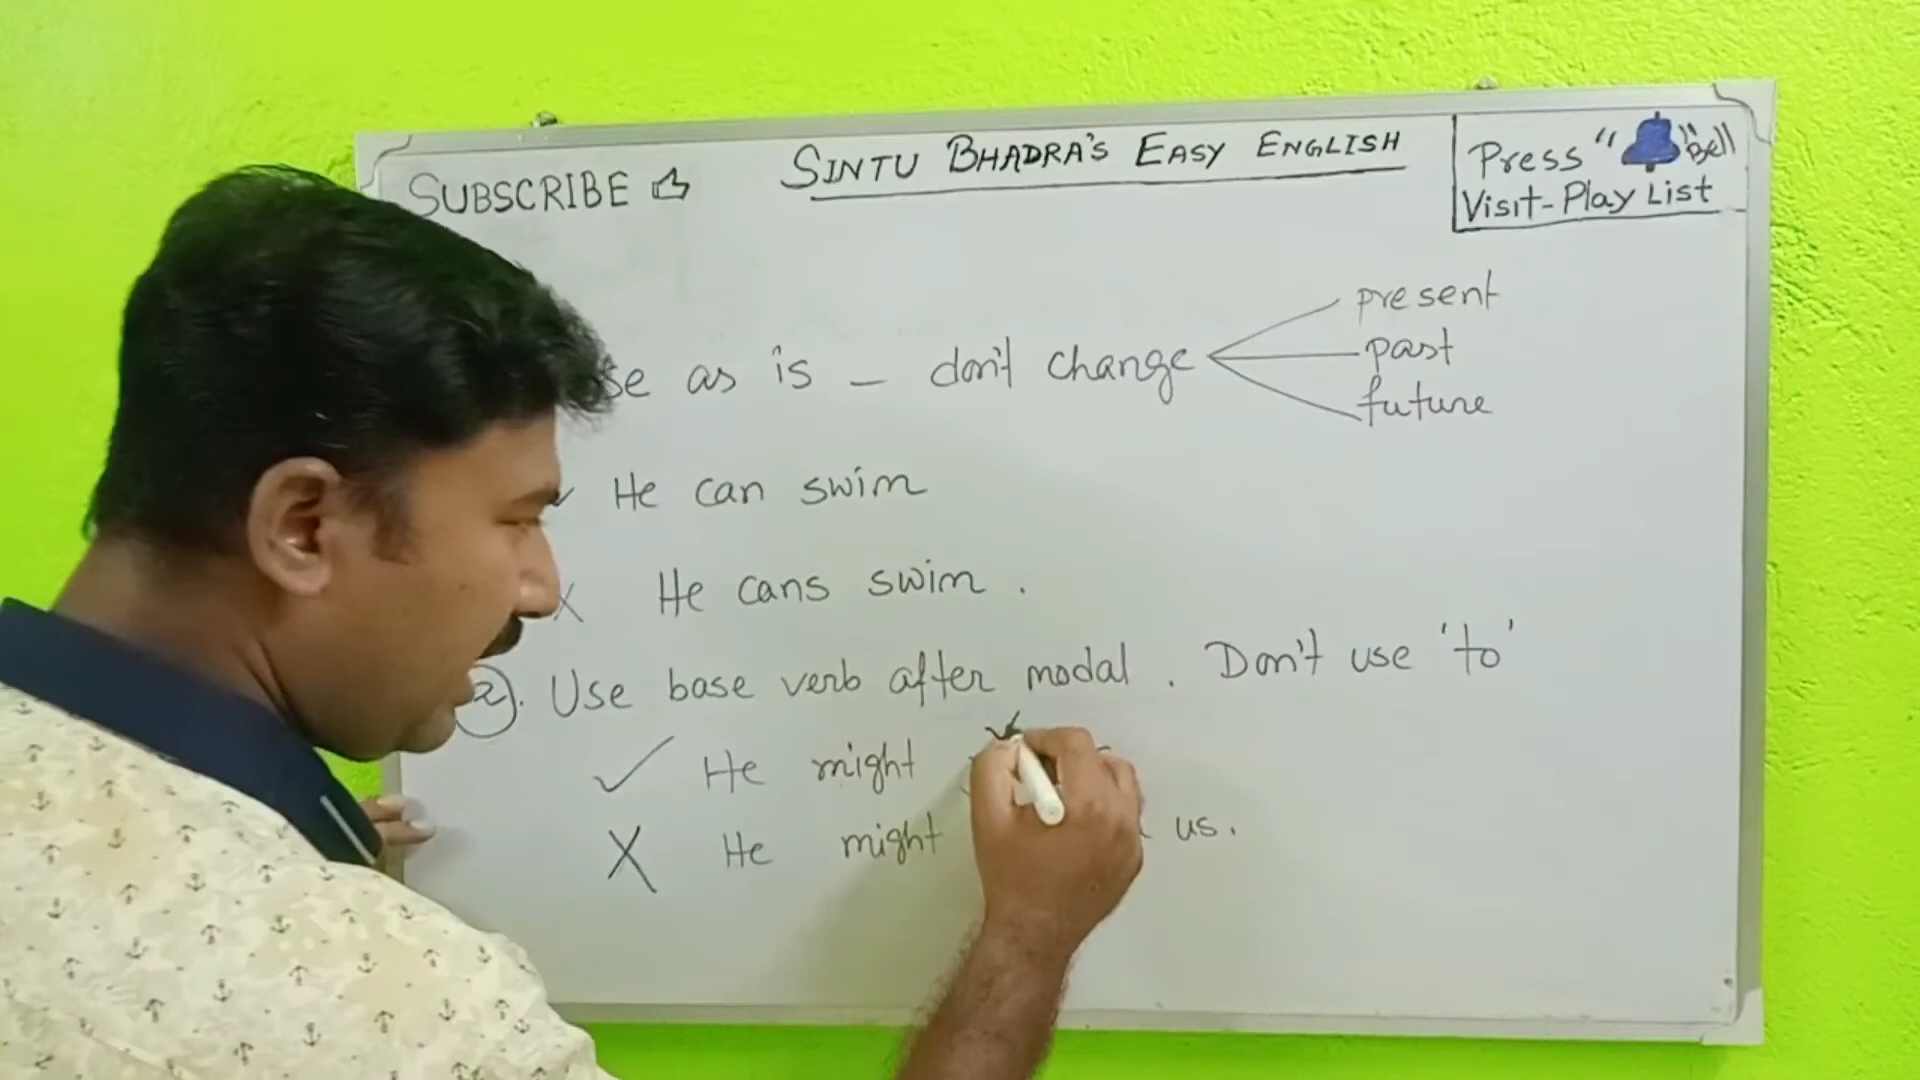 SUBSCRIBE
SINTU BHADRA'S EASY ENGLISH
Press " Bell"
Visit-Play List
as is – don't change
present
past
future
He can swim
X He cans swim.
2. Use base verb after modal. Don't use 'to'
✓ He might
X He might us.